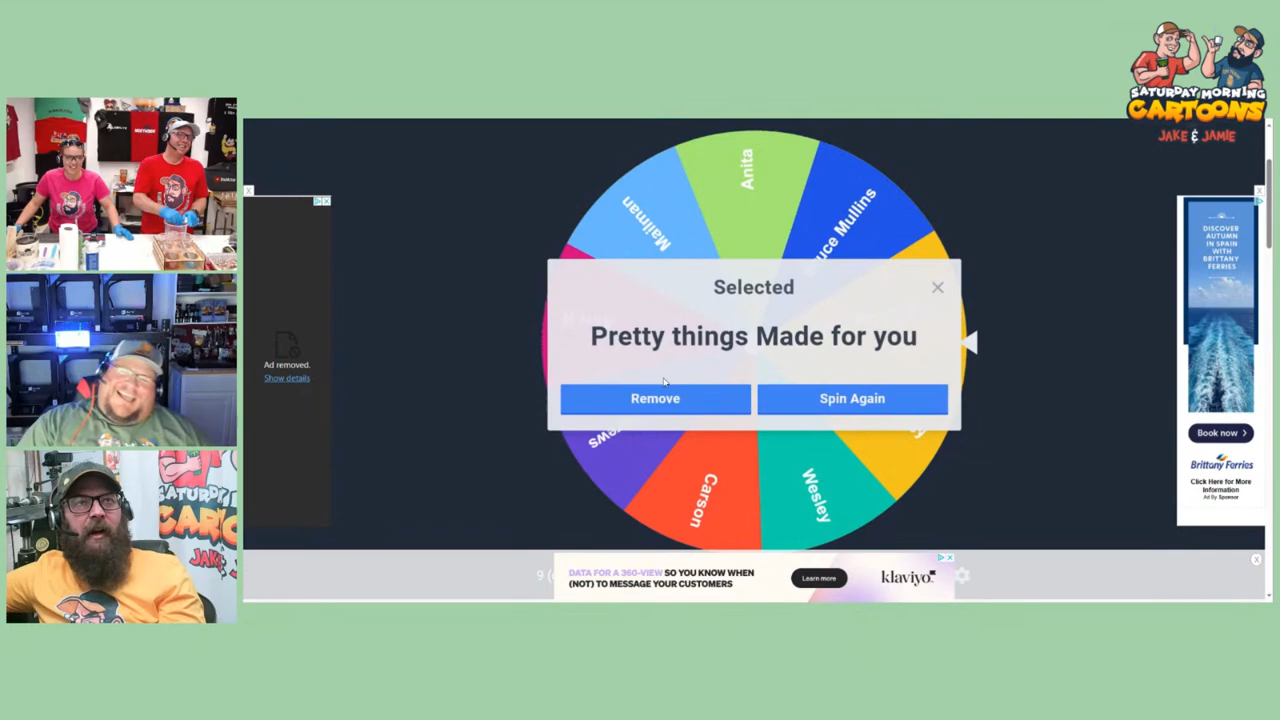 SATURDAY MORNING
CARTOONS
JAKE & JAMIE
Anita
Mailman
uce Mullins
Selected
Pretty things Made for you
Remove
Spin Again
ews
Carson
Wesley
Ad removed.
Show details
DISCOVER
AUTUMN
IN SPAIN
WITH
BRITTANY
FERRIES
Book now
Brittany Ferries
Click Here for More
Information
Ad By Sponsor
DATA FOR A 360-VIEW SO YOU KNOW WHEN
(NOT) TO MESSAGE YOUR CUSTOMERS
Learn more
klaviyo